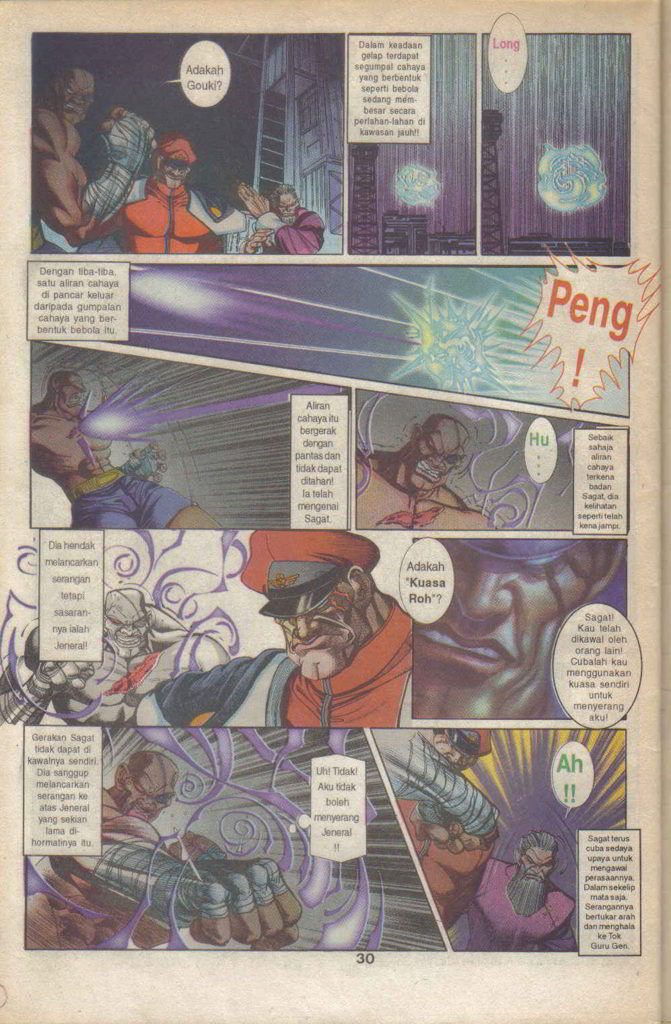 Adakah
Gouki?
Dalam keadaan
gelap terdapat
segumpal cahaya
yang berbentuk
seperti bebola
sedang mem-
besar secara
perlahan-lahan di
kawasan jauh!!
Long
. . .
Dengan tiba-tiba,
satu aliran cahaya
di pancar keluar
daripada gumpalan
cahaya yang ber-
bentuk bebola itu.
Peng
!
Aliran
cahaya itu
bergerak
dengan
pantas dan
tidak dapat
ditahan!
Ia telah
mengenai
Sagat.
Hu
. . .
Sebaik
sahaja
aliran
cahaya
terkena
badan
Sagat, dia
kelihatan
seperti telah
kena jampi.
Dia hendak
melancarkan
serangan
tetapi
sasaran-
nya ialah
Jeneral!
Adakah
"Kuasa
Roh"?
Sagat!
Kau telah
dikawal oleh
orang lain!
Cubalah kau
menggunakan
kuasa sendiri
untuk
menyerang
aku!
Gerakan Sagat
tidak dapat di
kawalnya sendiri.
Dia sanggup
melancarkan
serangan ke
atas Jeneral
yang sekian
lama di-
hormatinya itu.
Uh! Tidak!
Aku tidak
boleh
menyerang
Jeneral
!!
Ah
!!
Sagat terus
cuba sedaya
upaya untuk
mengawal
perasaannya.
Dalam sekelip
mata saja.
Serangannya
bertukar arah
dan menghala
ke Tok
Guru Gen.
30